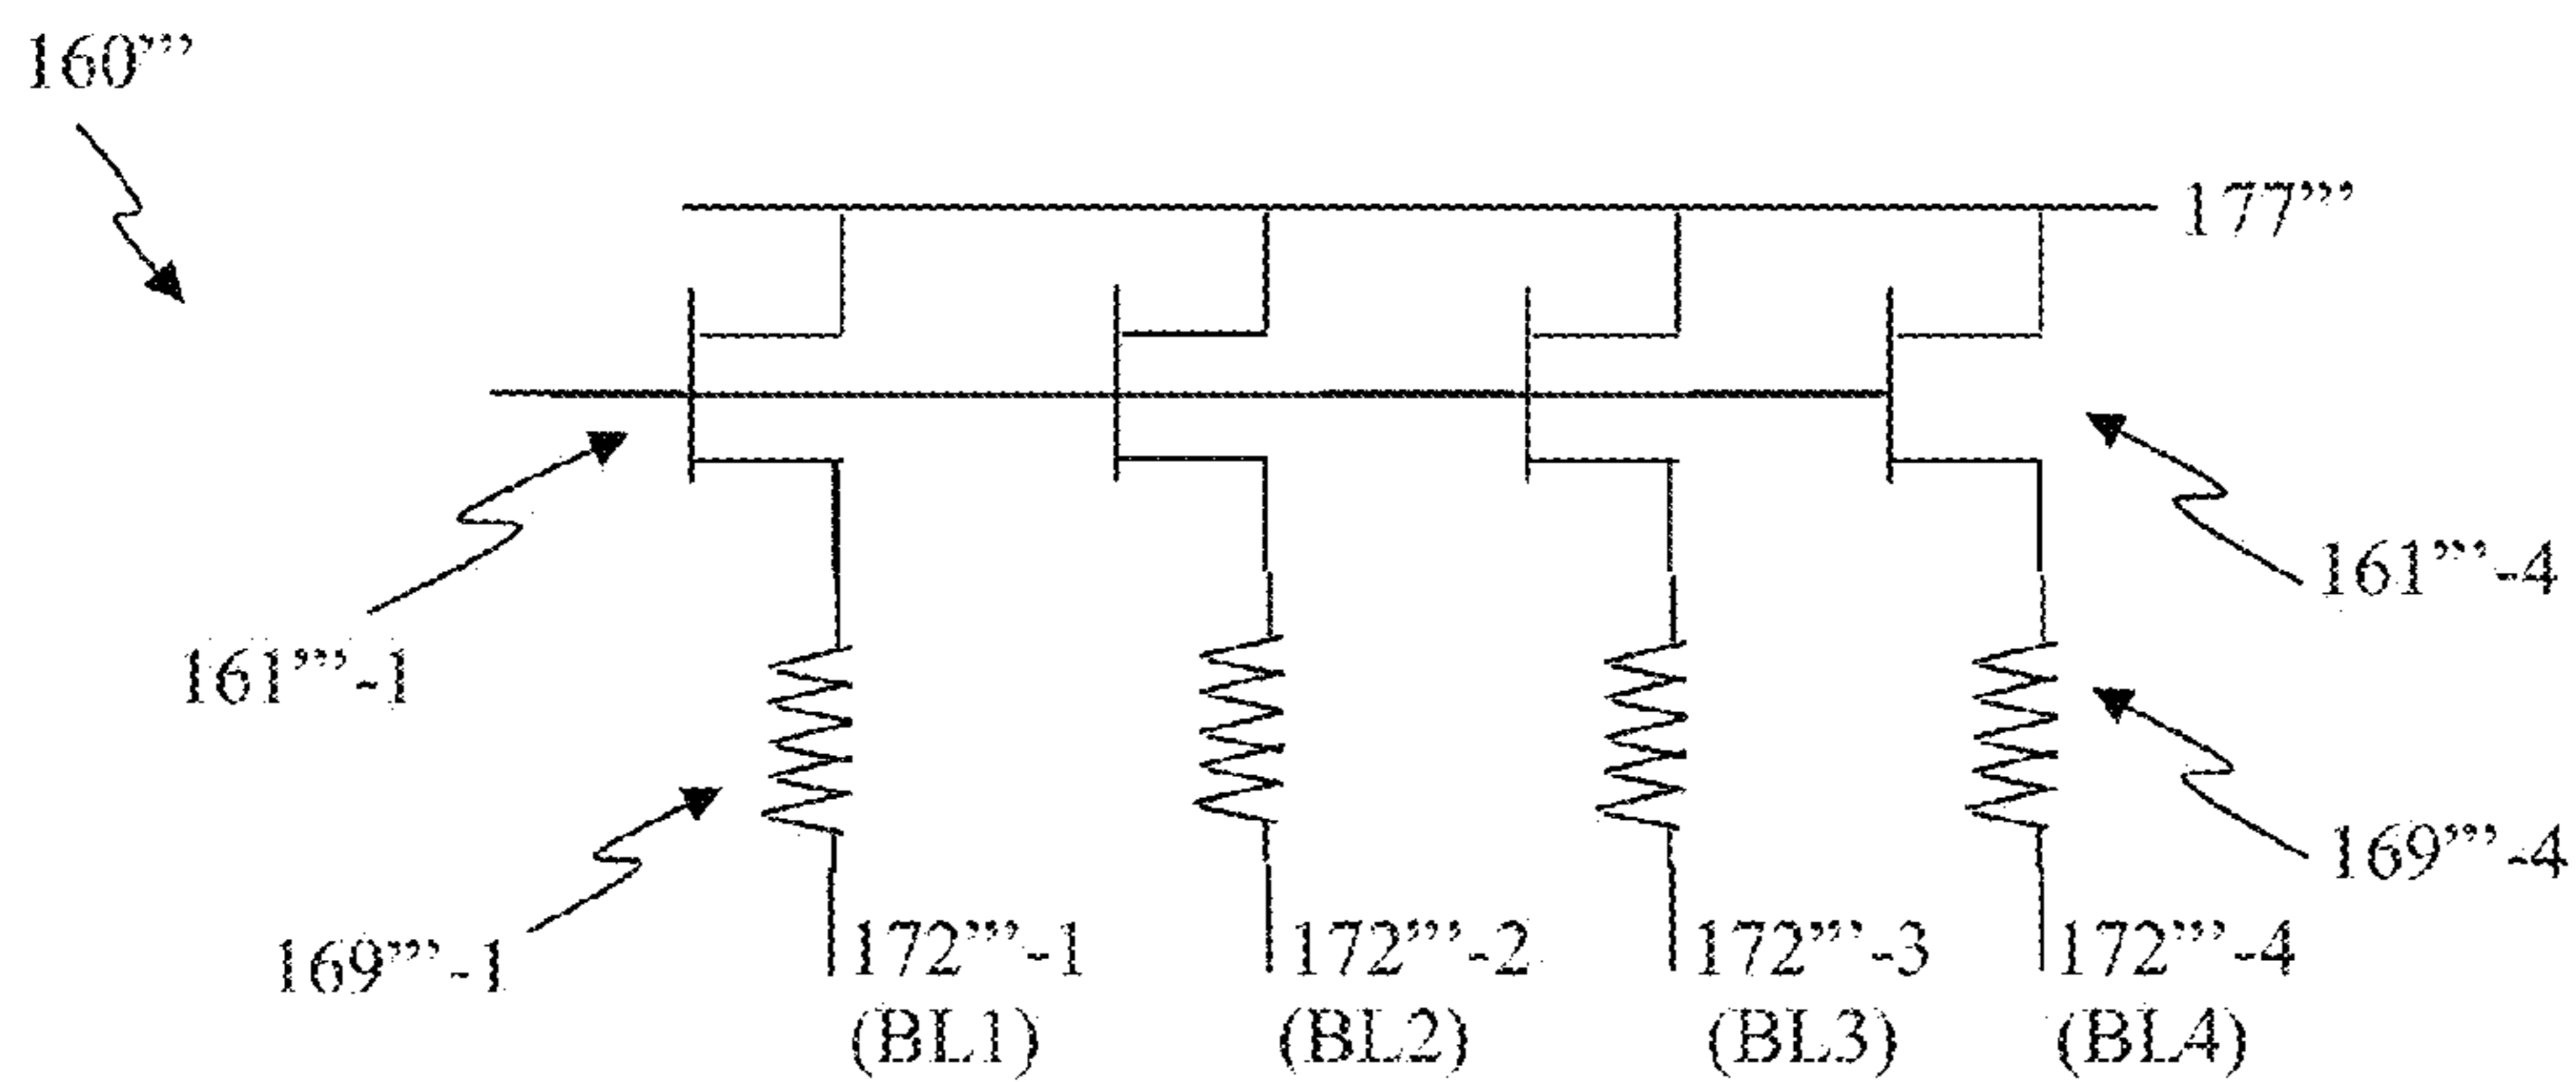 160”’
177”’
161”’-4
161”’-1
169”’-4
169”’-1
172”’-1
(BL1)
172”’-2
(BL2)
172”’-3
(BL3)
172”’-4
(BL4)